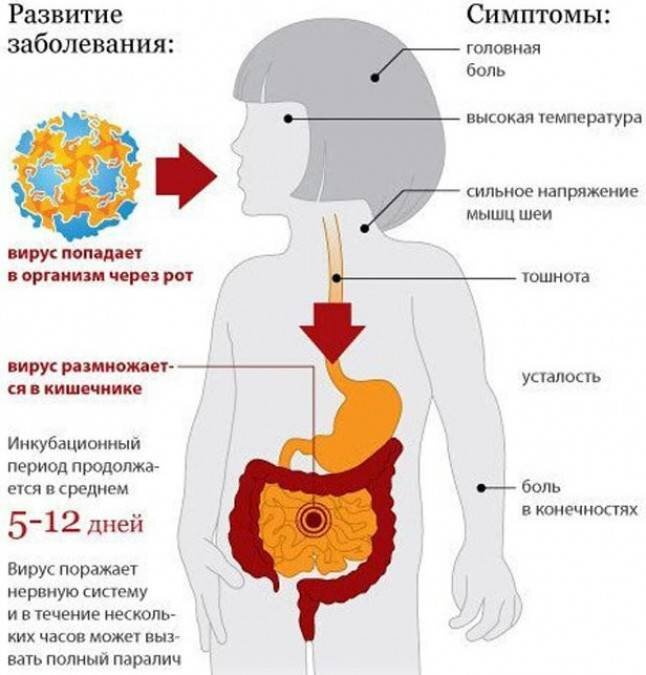 Развитие
заболевания:
вирус попадает
в организм через рот
вирус размножает-
ся в кишечнике
Инкубационный
период продолжа-
ется в среднем
5-12 дней
Вирус поражает
нервную систему
и в течение несколь-
ких часов может выз-
вать полный паралич
Симптомы:
головная
боль
высокая температура
сильное напряжение
мышц шеи
тошнота
усталость
боль
в конечностях